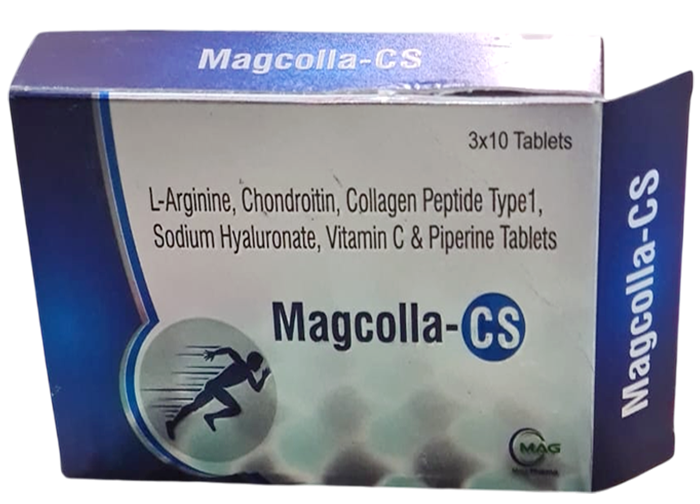 Magcolla-CS
3x10 Tablets
L-Arginine, Chondroitin, Collagen Peptide Type1,
Sodium Hyaluronate, Vitamin C & Piperine Tablets
Magcolla-CS
MAG
Magcolla-CS